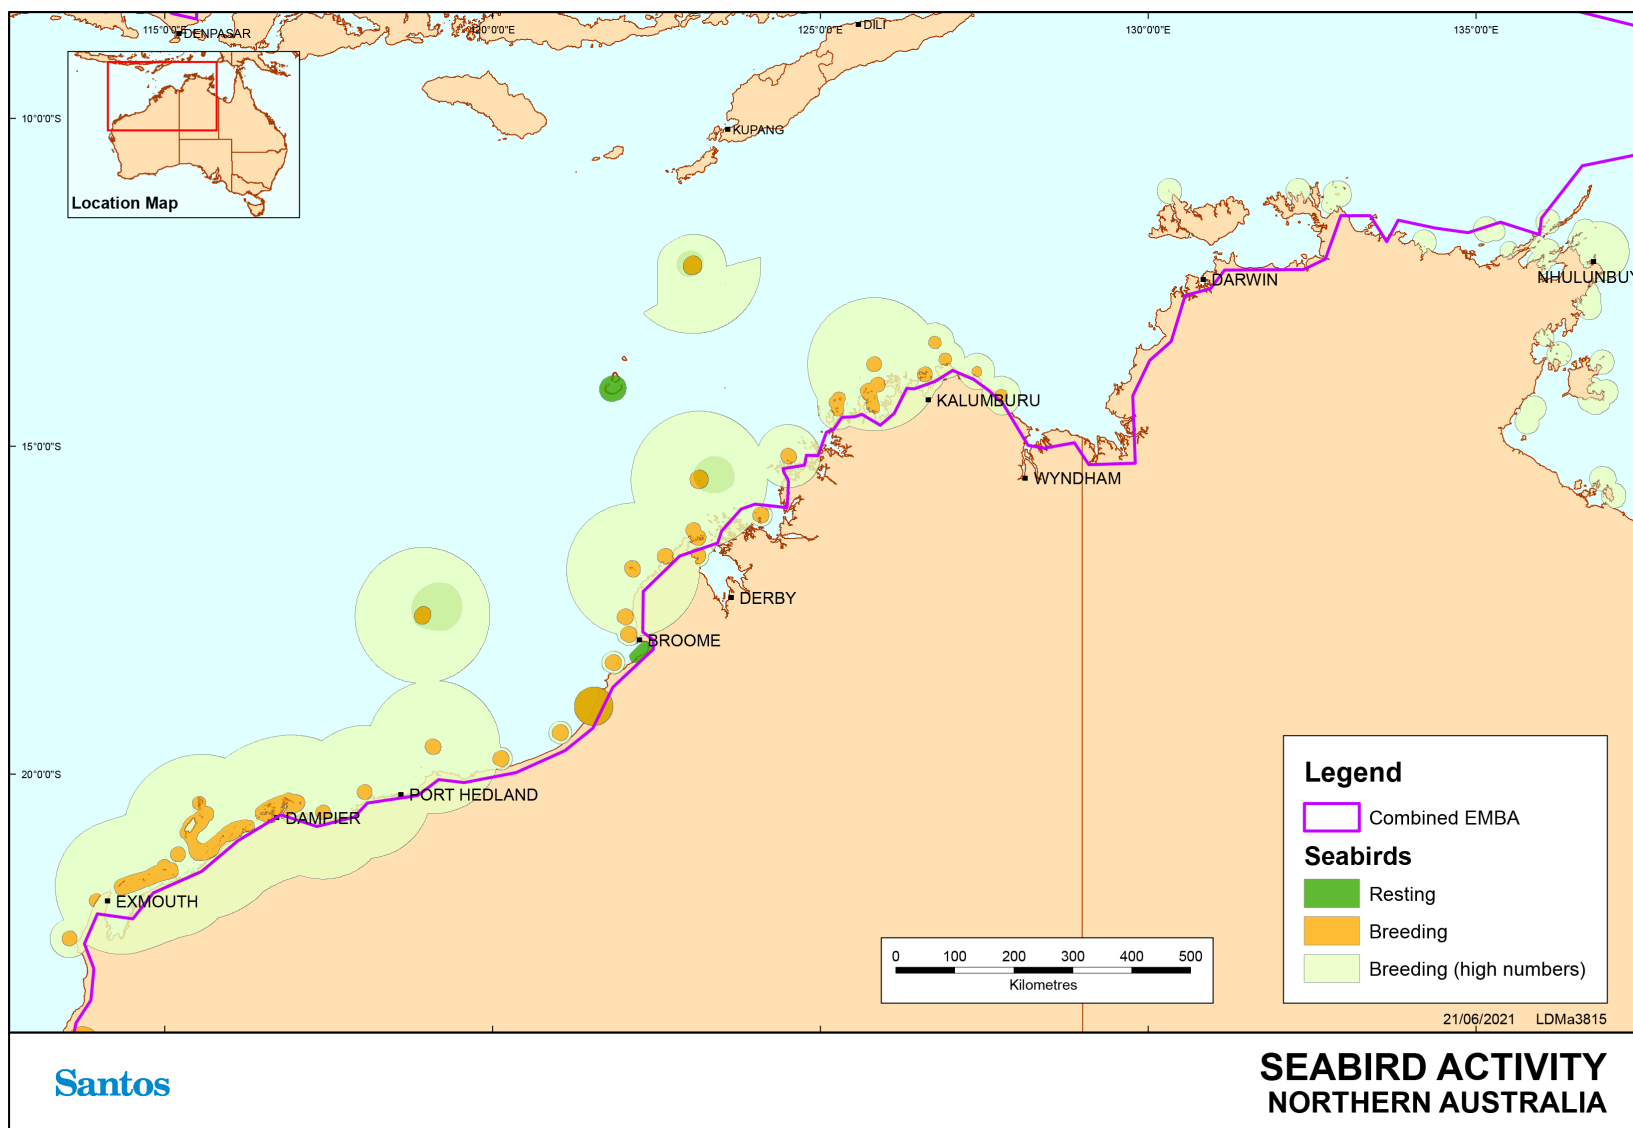 115°0'0"E
120°0'0"E
125°0'0"E
130°0'0"E
135°0'0"E
DENPASAR
DILI
10°0'0"S
KUPANG
Location Map
DARWIN
NHULUNBUY
KALUMBURU
15°0'0"S
WYNDHAM
DERBY
BROOME
20°0'0"S
PORT HEDLAND
DAMPIER
EXMOUTH
Legend
Combined EMBA
Seabirds
Resting
Breeding
Breeding (high numbers)
0 100 200 300 400 500
Kilometres
21/06/2021 LDMa3815
Santos
SEABIRD ACTIVITY
NORTHERN AUSTRALIA